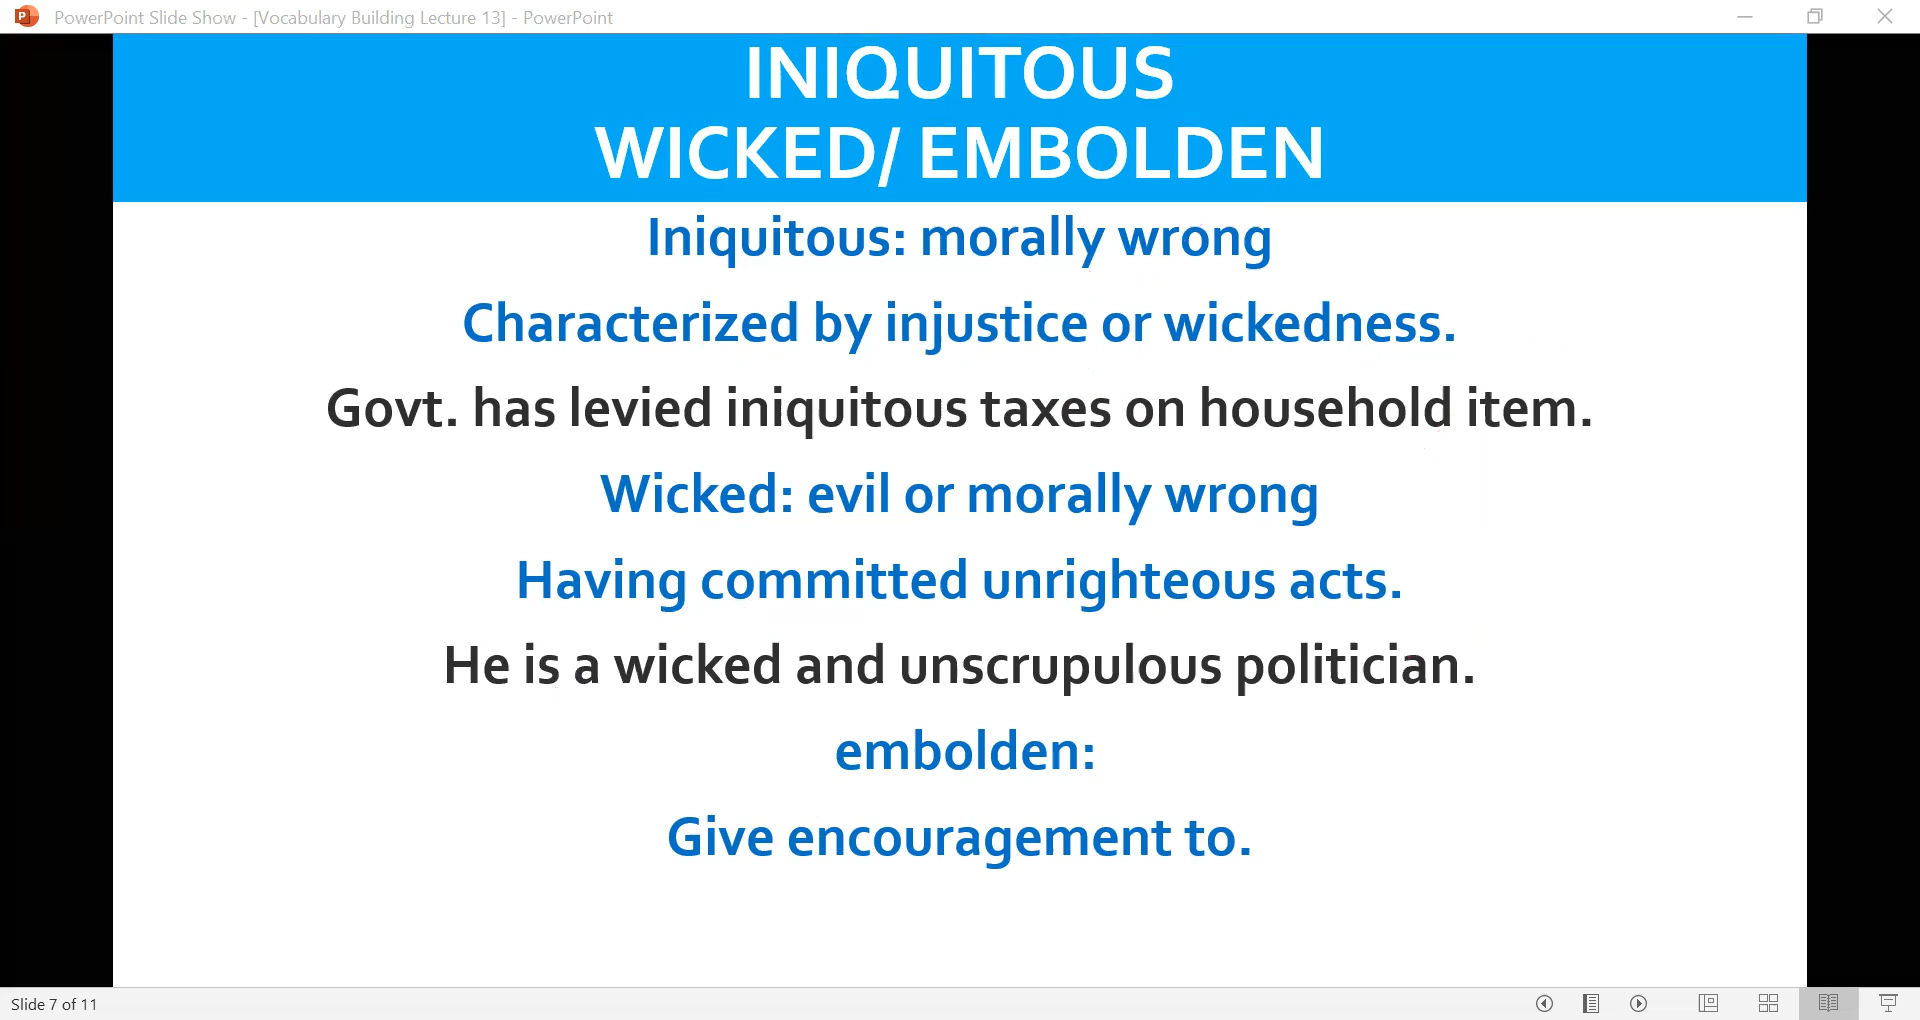 PowerPoint Slide Show - [Vocabulary Building Lecture 13] - PowerPoint
INIQUITOUS
WICKED/ EMBOLDEN
Iniquitous: morally wrong
Characterized by injustice or wickedness.
Govt. has levied iniquitous taxes on household item.
Wicked: evil or morally wrong
Having committed unrighteous acts.
He is a wicked and unscrupulous politician.
embolden:
Give encouragement to.
Slide 7 of 11